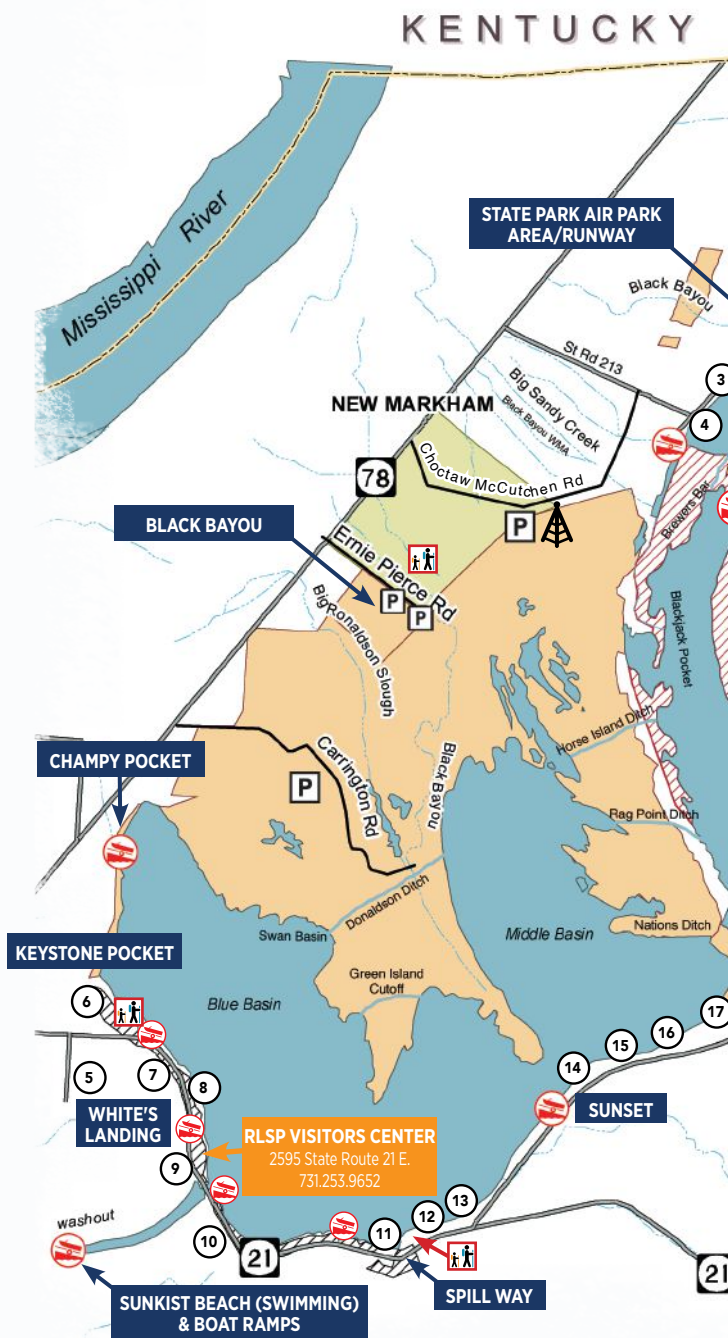 KENTUCKY
Mississippi River
STATE PARK AIR PARK
AREA/RUNWAY
Black Bayou
St Rd 213
3
4
Big Sandy Creek
Black Bayou WMA
NEW MARKHAM
78
Choctaw McCutchen Rd
Brewers Bar
BLACK BAYOU
P
Ernie Pierce Rd
P
P
Big Ronaldson Slough
Blackjack Pocket
Horse Island Ditch
CHAMPY POCKET
P
Carrington Rd
Black Bayou
Rag Point Ditch
Donaldson Ditch
Swan Basin
Middle Basin
Nations Ditch
KEYSTONE POCKET
Green Island
Cutoff
Blue Basin
6
17
16
15
14
5
7
8
WHITE'S
LANDING
SUNSET
RLSP VISITORS CENTER
2595 State Route 21 E.
731.253.9652
9
13
12
11
10
washout
21
21
SPILL WAY
SUNKIST BEACH (SWIMMING)
& BOAT RAMPS